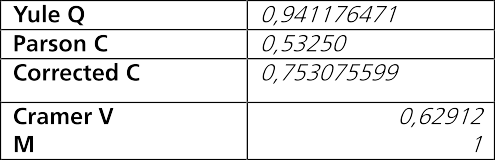 Yule Q 0,941176471
Parson C 0,53250
Corrected C 0,753075599
Cramer V 0,62912
M 1